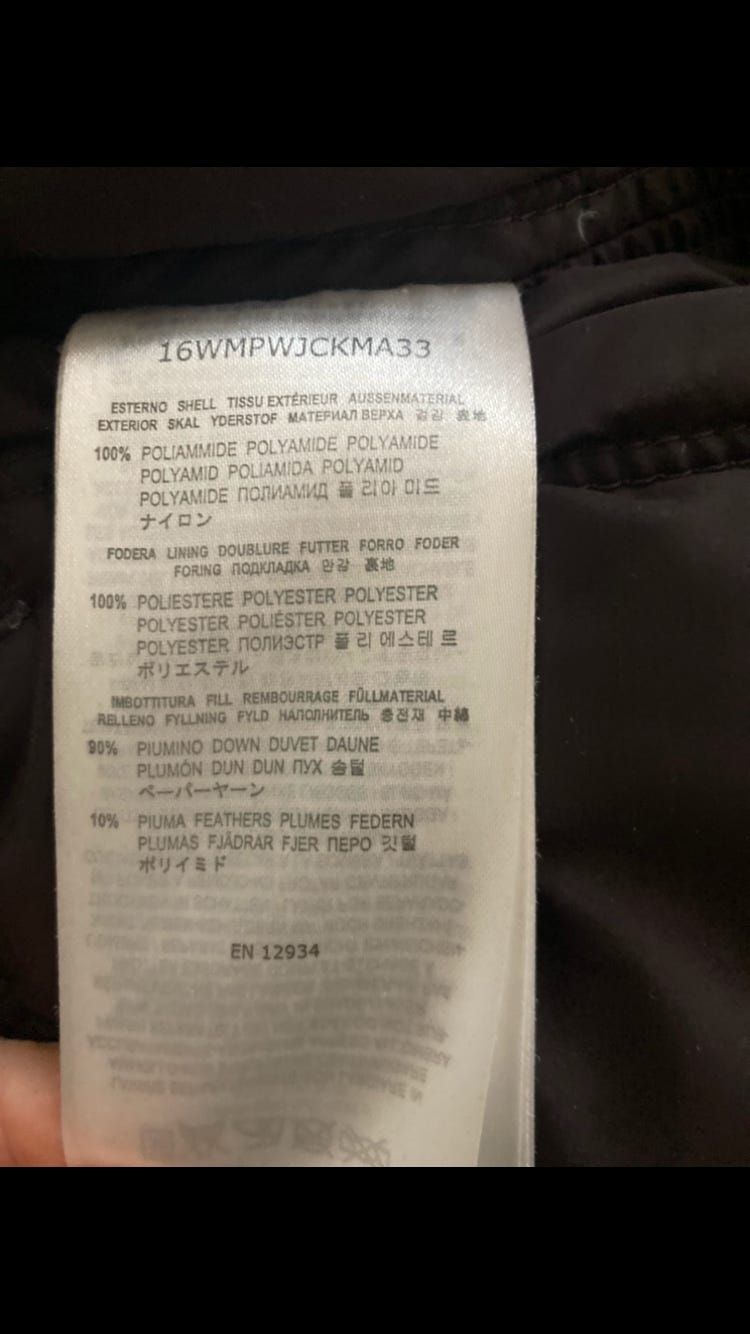 16WMPWJCKMA33
ESTERNO SHELL TISSU EXTÉRIEUR AUSSENMATERIAL
EXTERIOR SKAL YDERSTOF МАТЕРИАЛ ВЕРХА 겉감 表地
100% POLIAMMIDE POLYAMIDE POLYAMIDE
POLYAMID POLIAMIDA POLYAMID
POLYAMIDE ПОЛИАМИД 폴 리아 미드
ナイロン
FODERA LINING DOUBLURE FUTTER FORRO FODER
FORING ПОДКЛАДКА 안감 裏地
100% POLIESTERE POLYESTER POLYESTER
POLYESTER POLIÉSTER POLYESTER
POLYESTER ПОЛИЭСТР 폴 리 에스테 르
ポリエステル
IMBOTTITURA FILL REMBOURRAGE FÜLLMATERIAL
RELLENO FYLLNING FYLD НАПОЛНИТЕЛЬ 충전재 中綿
90% PIUMINO DOWN DUVET DAUNE
PLUMÓN DUN DUN ПУХ 솜털
ペーパーヤーン
10% PIUMA FEATHERS PLUMES FEDERN
PLUMAS FJÄDRAR FJER ПЕРО 깃털
ポリイミド
EN 12934